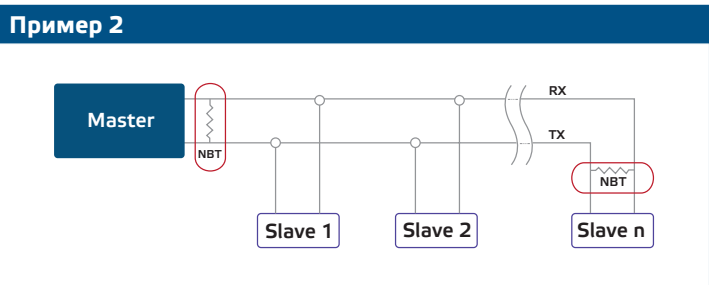 Пример 2
Master
NBT
RX
TX
NBT
Slave 1
Slave 2
Slave n